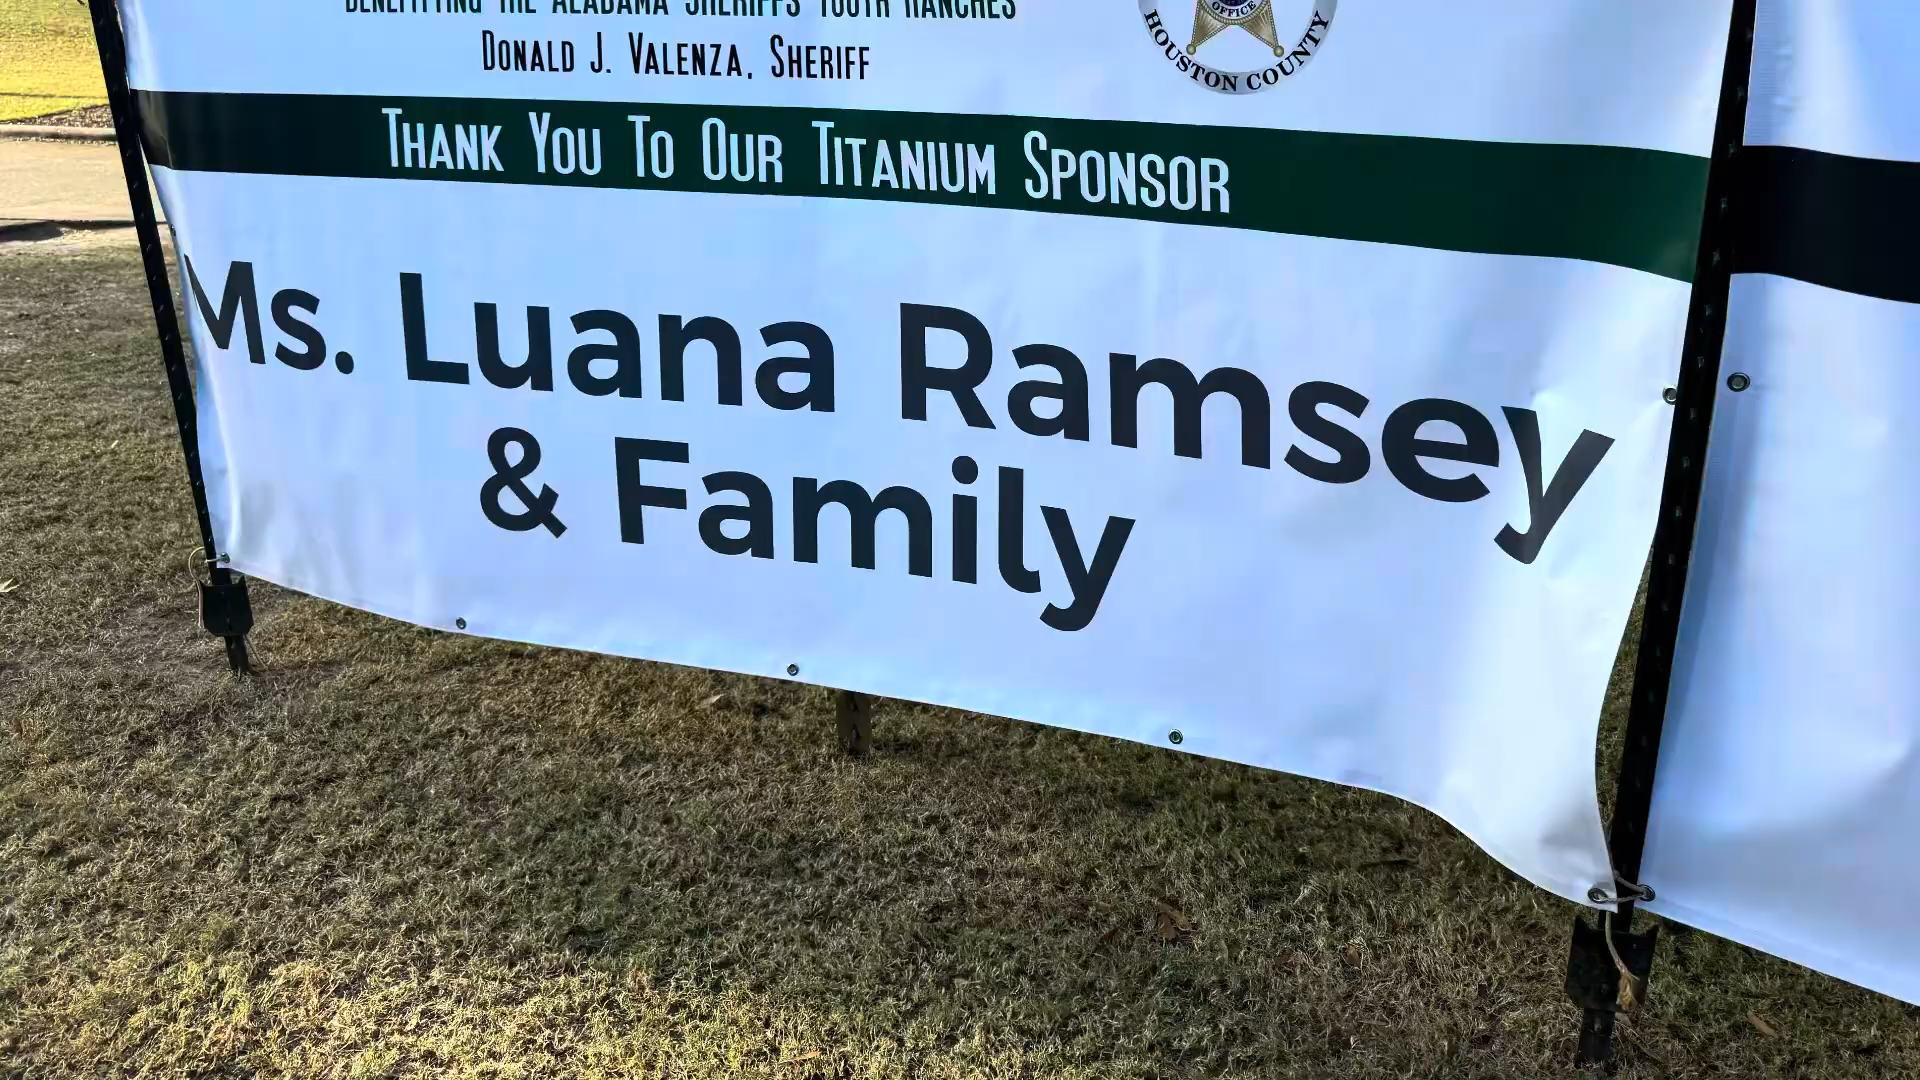 BENEFITTING THE ALABAMA SHERIFFS YOUTH RANCHES
DONALD J. VALENZA, SHERIFF
OFFICE
HOUSTON COUNTY
THANK YOU TO OUR TITANIUM SPONSOR
Ms. Luana Ramsey
& Family